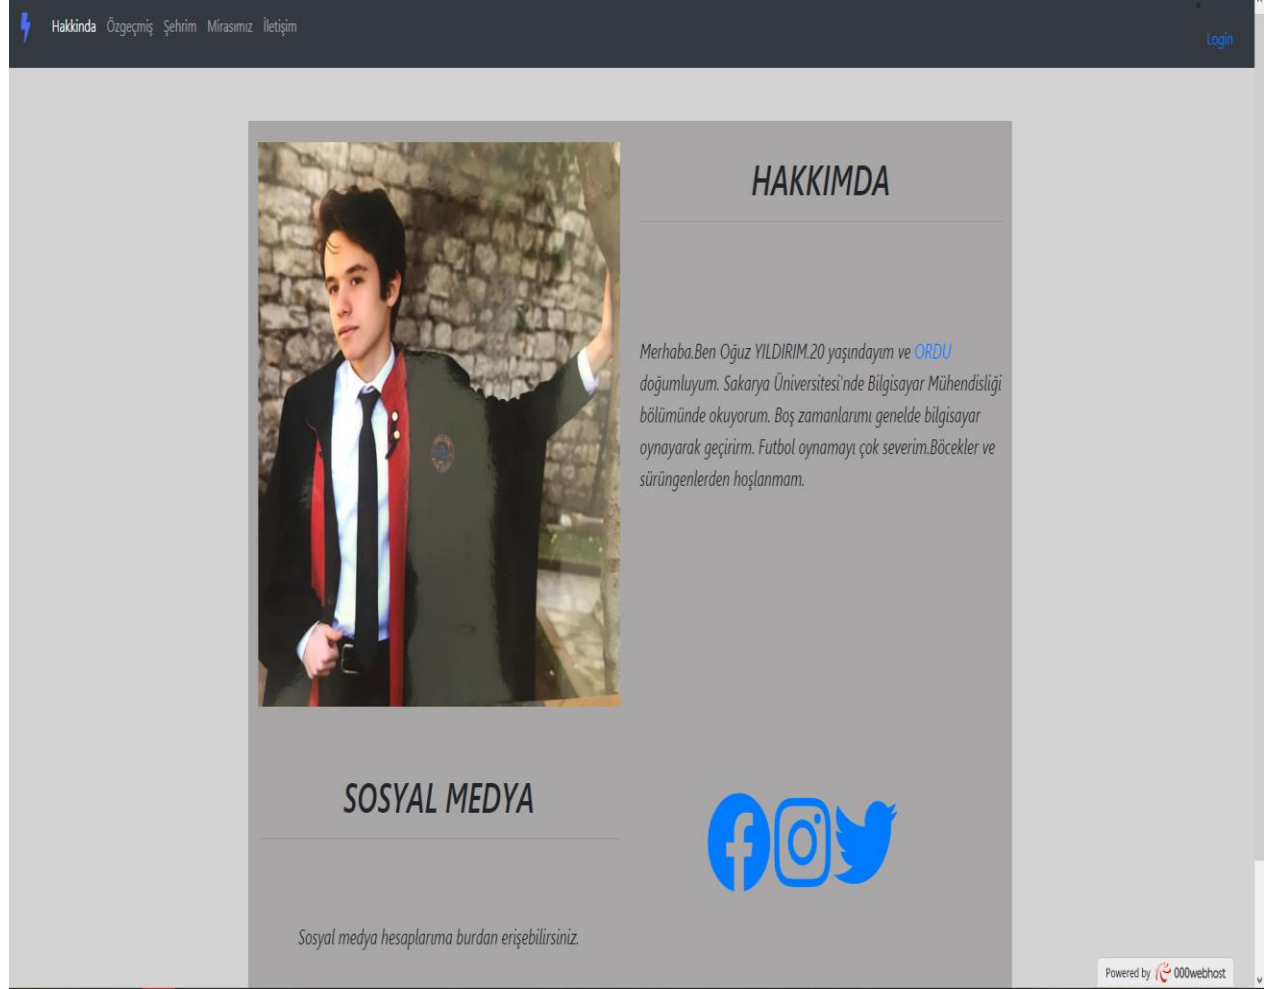 Hakkinda Özgeçmiş Şehrim Mirasımız İletişim
Login
HAKKIMDA
Merhaba.Ben Oğuz YILDIRIM.20 yaşındayım ve ORDU
doğumluyum. Sakarya Üniversitesi'nde Bilgisayar Mühendisliği
bölümünde okuyorum. Boş zamanlarımı genelde bilgisayar
oynayarak geçiririm. Futbol oynamayı çok severim.Böcekler ve
sürüngenlerden hoşlanmam.
SOSYAL MEDYA
Sosyal medya hesaplarıma burdan erişebilirsiniz.
Powered by 000webhost